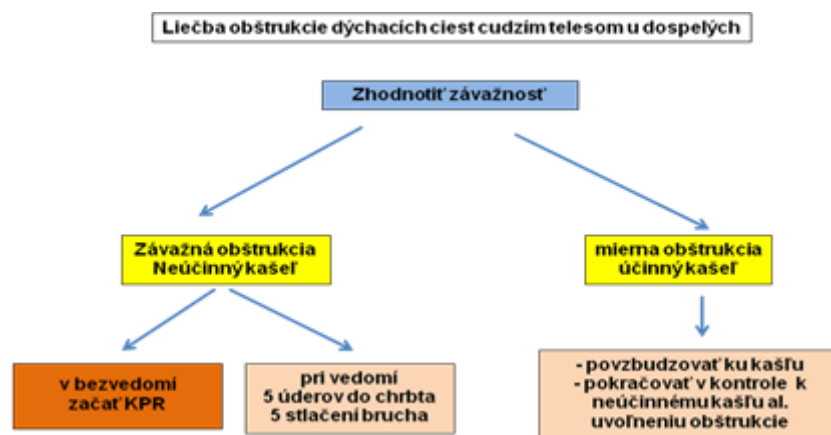 Liečba obštrukcie dýchacích ciest cudzím telesom u dospelých
Zhodnotiť závažnosť
Závažná obštrukcia
Neúčinný kašeľ
mierna obštrukcia
účinný kašeľ
v bezvedomí
začať KPR
pri vedomí
5 úderov do chrbta
5 stlačení brucha
- povzbudzovať ku kašľu
- pokračovať v kontrole k
neúčinnému kašľu al.
uvoľneniu obštrukcie